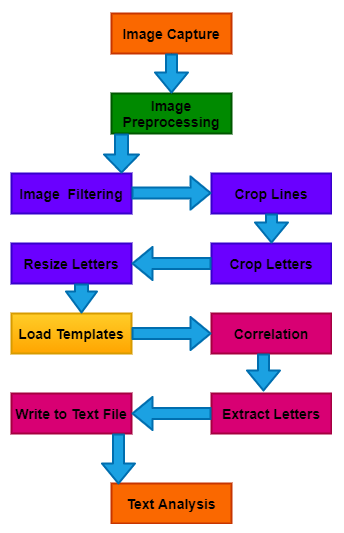 Image Capture
Image
Preprocessing
Image Filtering
Crop Lines
Resize Letters
Crop Letters
Load Templates
Correlation
Write to Text File
Extract Letters
Text Analysis